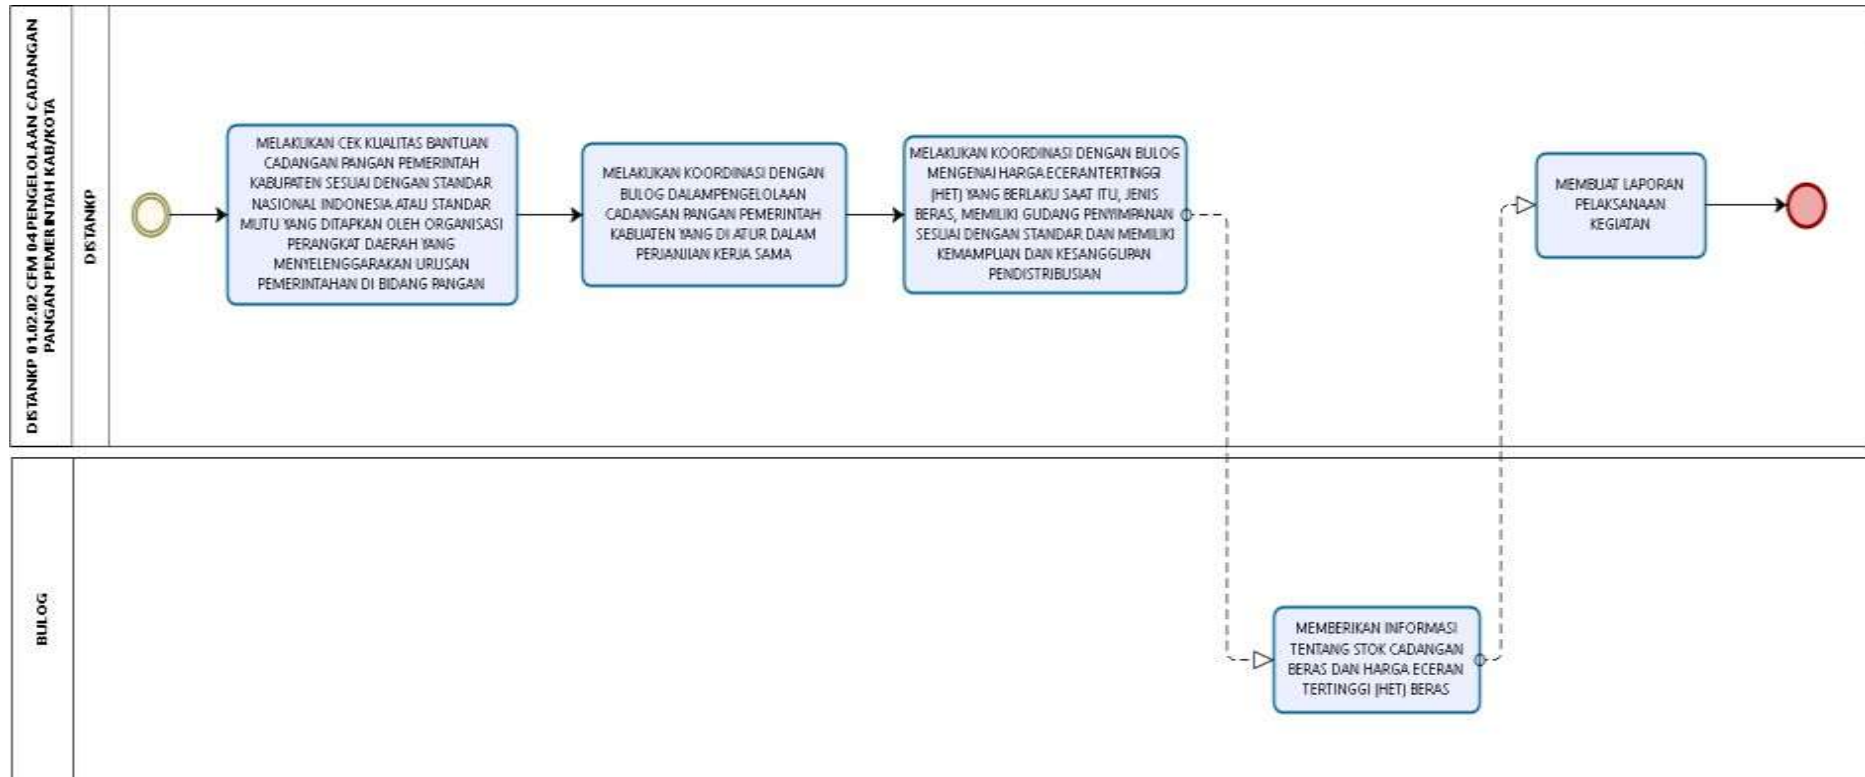 DISTANKP 01.02.02 CFM 04 PENGELOLAAN CADANGAN
PANGAN PEMERINTAH KAB/KOTA
DISTANKP
MELAKUKAN CEK KUALITAS BANTUAN
CADANGAN PANGAN PEMERINTAH
KABUPATEN SESUAI DENGAN STANDAR
NASIONAL INDONESIA ATAU STANDAR
MUTU YANG DITAPKAN OLEH ORGANISASI
PERANGKAT DAERAH YANG
MENYELENGGARAKAN URUSAN
PEMERINTAHAN DI BIDANG PANGAN
MELAKUKAN KOORDINASI DENGAN
BULOG DALAMPENGELOLAAN
CADANGAN PANGAN PEMERINTAH
KABUATEN YANG DI ATUR DALAM
PERJANJIAN KERJA SAMA
MELAKUKAN KOORDINASI DENGAN BULOG
MENGENAI HARGA ECERANTERTINGGI
(HET) YANG BERLAKU SAAT ITU, JENIS
BERAS, MEMILIKI GUDANG PENYIMPANAN
SESUAI DENGAN STANDAR DAN MEMILIKI
KEMAMPUAN DAN KESANGGUPAN
PENDISTRIBUSIAN
MEMBUAT LAPORAN
PELAKSANAAN
KEGIATAN
BULOG
MEMBERIKAN INFORMASI
TENTANG STOK CADANGAN
BERAS DAN HARGA ECERAN
TERTINGGI (HET) BERAS